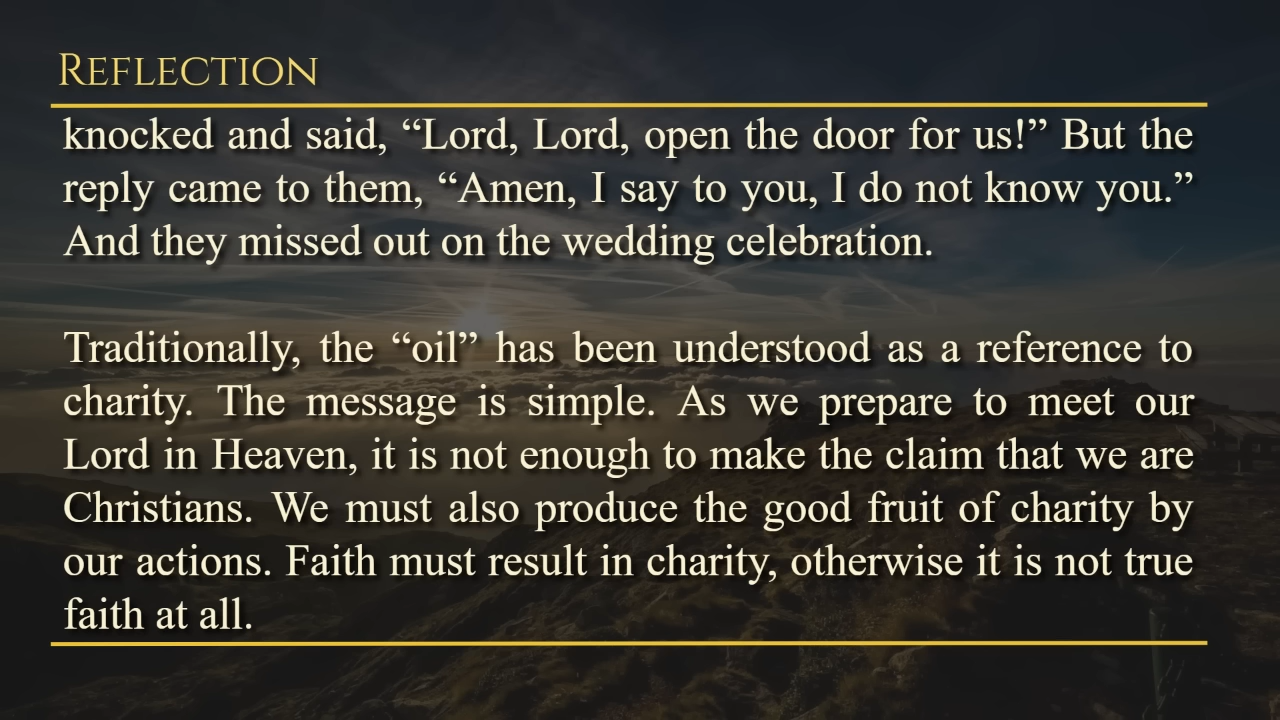 REFLECTION
knocked and said, “Lord, Lord, open the door for us!” But the
reply came to them, “Amen, I say to you, I do not know you.”
And they missed out on the wedding celebration.
Traditionally, the “oil” has been understood as a reference to
charity. The message is simple. As we prepare to meet our
Lord in Heaven, it is not enough to make the claim that we are
Christians. We must also produce the good fruit of charity by
our actions. Faith must result in charity, otherwise it is not true
faith at all.